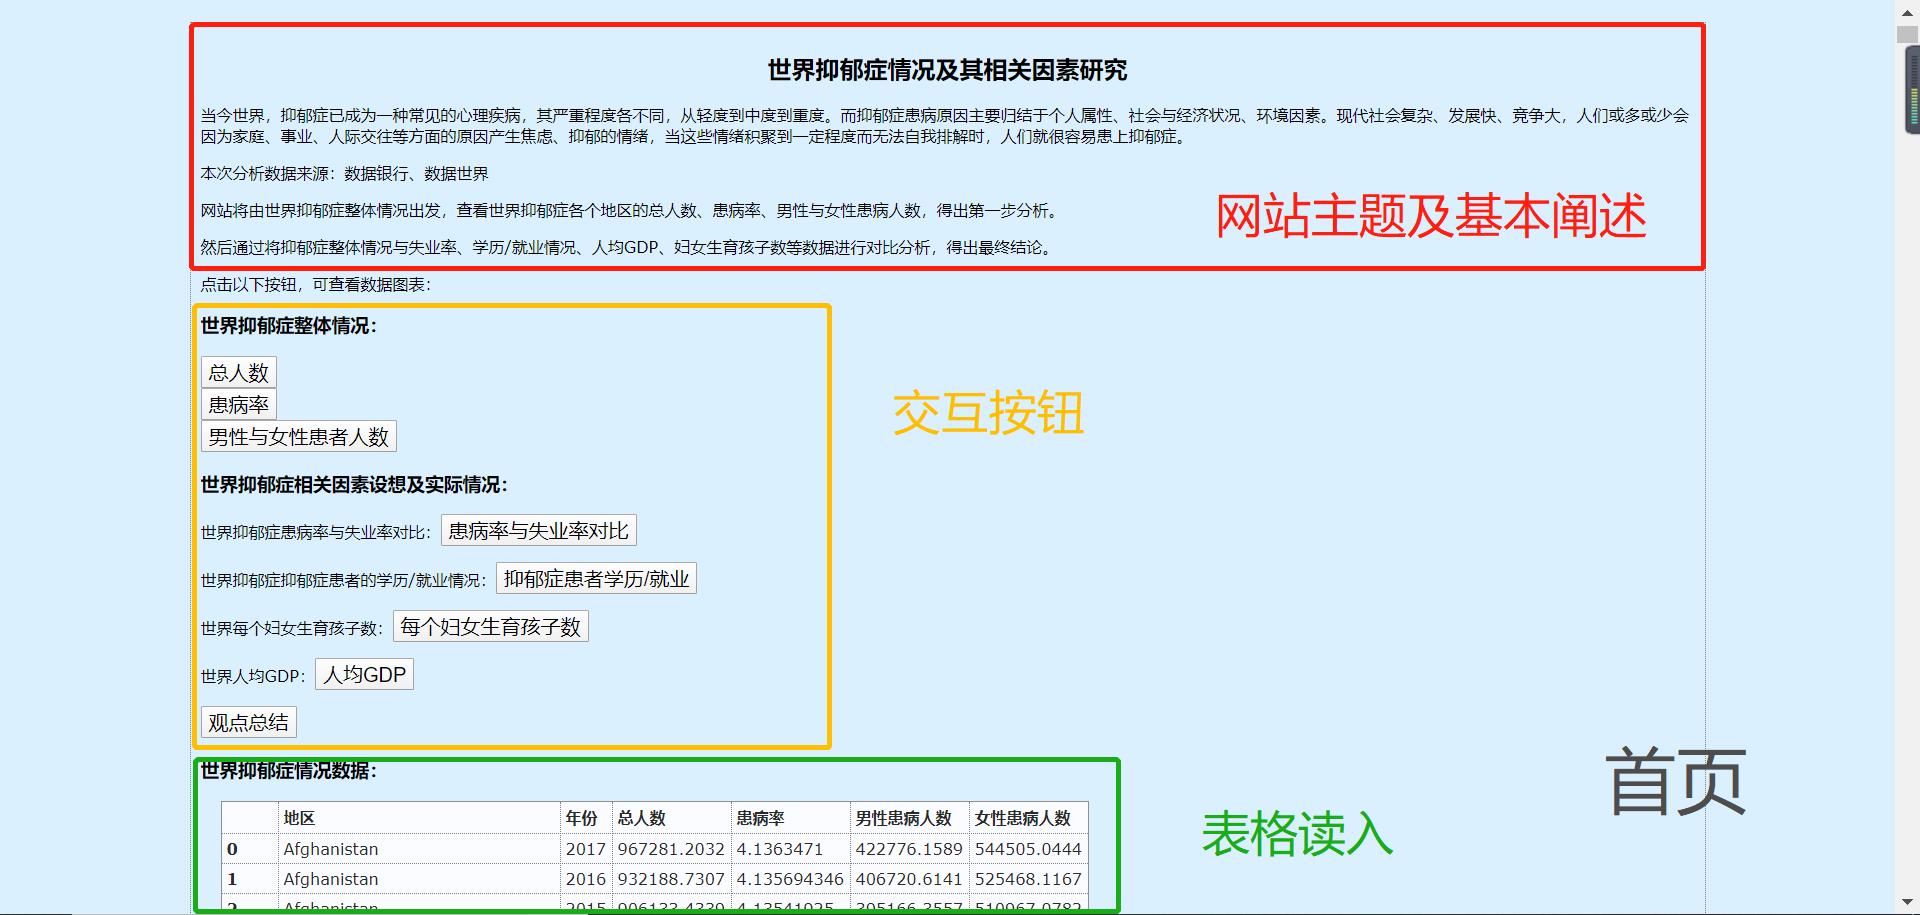 世界抑郁症情况及其相关因素研究
当今世界，抑郁症已成为一种常见的心理疾病，其严重程度各不同，从轻度到中度到重度。而抑郁症患病原因主要归结于个人属性、社会与经济状况、环境因素。现代社会复杂、发展快、竞争大，人们或多或少会
因为家庭、事业、人际交往等方面的原因产生焦虑、抑郁的情绪，当这些情绪积聚到一定程度而无法自我排解时，人们就很容易患上抑郁症。
本次分析数据来源：数据银行、数据世界
网站将由世界抑郁症整体情况出发，查看世界抑郁症各个地区的总人数、患病率、男性与女性患病人数，得出第一步分析。
网站主题及基本阐述
然后通过将抑郁症整体情况与失业率、学历/就业情况、人均GDP、妇女生育孩子数等数据进行对比分析，得出最终结论。
点击以下按钮，可查看数据图表：
世界抑郁症整体情况：
总人数
患病率
交互按钮
男性与女性患者人数
世界抑郁症相关因素设想及实际情况：
世界抑郁症患病率与失业率对比： 患病率与失业率对比
世界抑郁症抑郁症患者的学历/就业情况： 抑郁症患者学历/就业
世界每个妇女生育孩子数： 每个妇女生育孩子数
世界人均GDP： 人均GDP
观点总结
首页
世界抑郁症情况数据：
地区 年份 总人数 患病率 男性患病人数 女性患病人数
表格读入
0 Afghanistan 2017 967281.2032 4.1363471 422776.1589 544505.0444
1 Afghanistan 2016 932188.7307 4.135694346 406720.6141 525468.1167
2 Afghanistan 2015 906133.4339 4.13541925 395166.3557 510967.0782